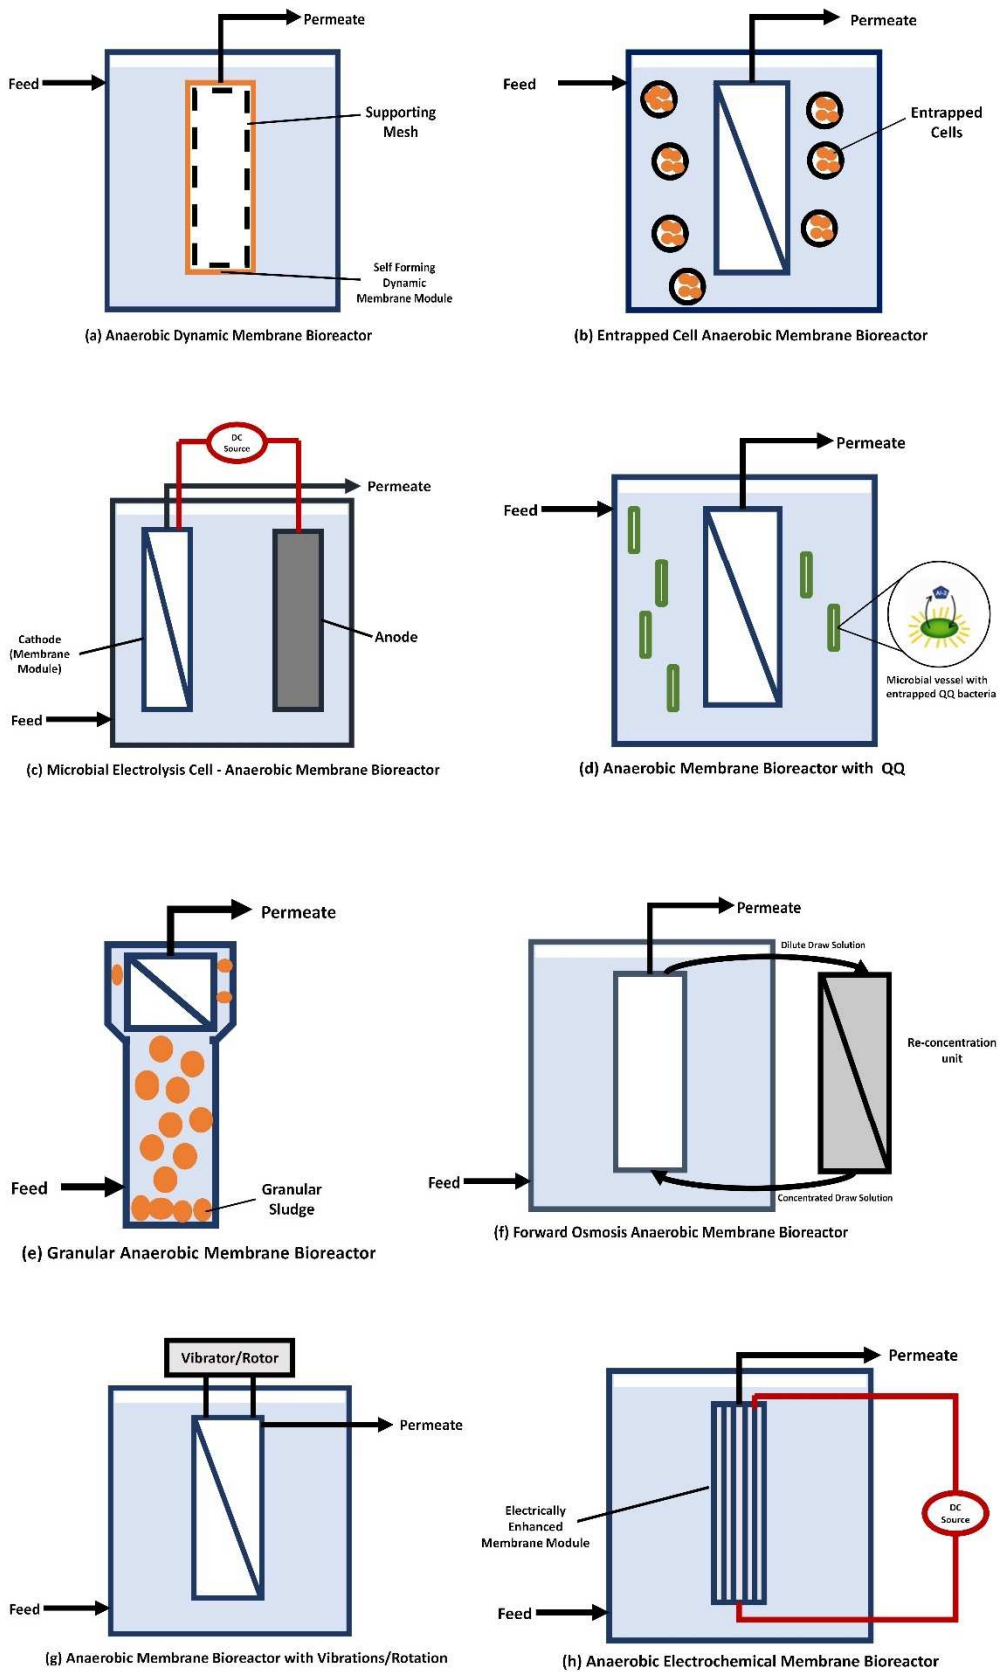 Permeate
Feed
Supporting
Mesh
Self Forming
Dynamic
Membrane Module
(a) Anaerobic Dynamic Membrane Bioreactor
Permeate
Feed
Entrapped
Cells
(b) Entrapped Cell Anaerobic Membrane Bioreactor
DC
Source
Permeate
Cathode
(Membrane
Module)
Anode
Feed
(c) Microbial Electrolysis Cell - Anaerobic Membrane Bioreactor
Permeate
Feed
AI-2
Microbial vessel with
entrapped QQ bacteria
(d) Anaerobic Membrane Bioreactor with QQ
Permeate
Feed
Granular
Sludge
(e) Granular Anaerobic Membrane Bioreactor
Permeate
Dilute Draw Solution
Re-concentration
unit
Feed
Concentrated Draw Solution
(f) Forward Osmosis Anaerobic Membrane Bioreactor
Vibrator/Rotor
Permeate
Feed
(g) Anaerobic Membrane Bioreactor with Vibrations/Rotation
Permeate
Electrically
Enhanced
Membrane Module
DC
Source
Feed
(h) Anaerobic Electrochemical Membrane Bioreactor